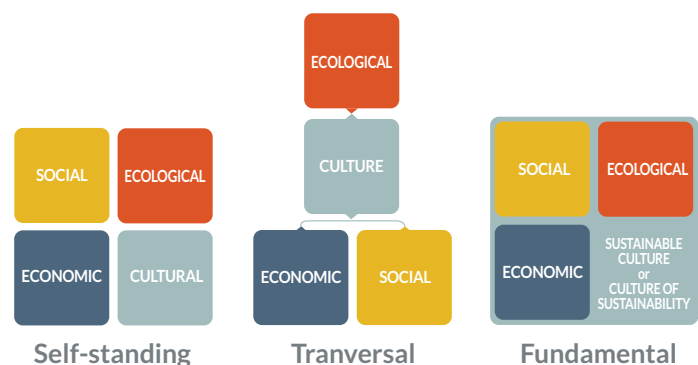 SOCIAL
ECOLOGICAL
ECONOMIC
CULTURAL
Self-standing
ECOLOGICAL
CULTURE
ECONOMIC
SOCIAL
Tranversal
SOCIAL
ECOLOGICAL
ECONOMIC
SUSTAINABLE
CULTURE
or
CULTURE OF
SUSTAINABILITY
Fundamental